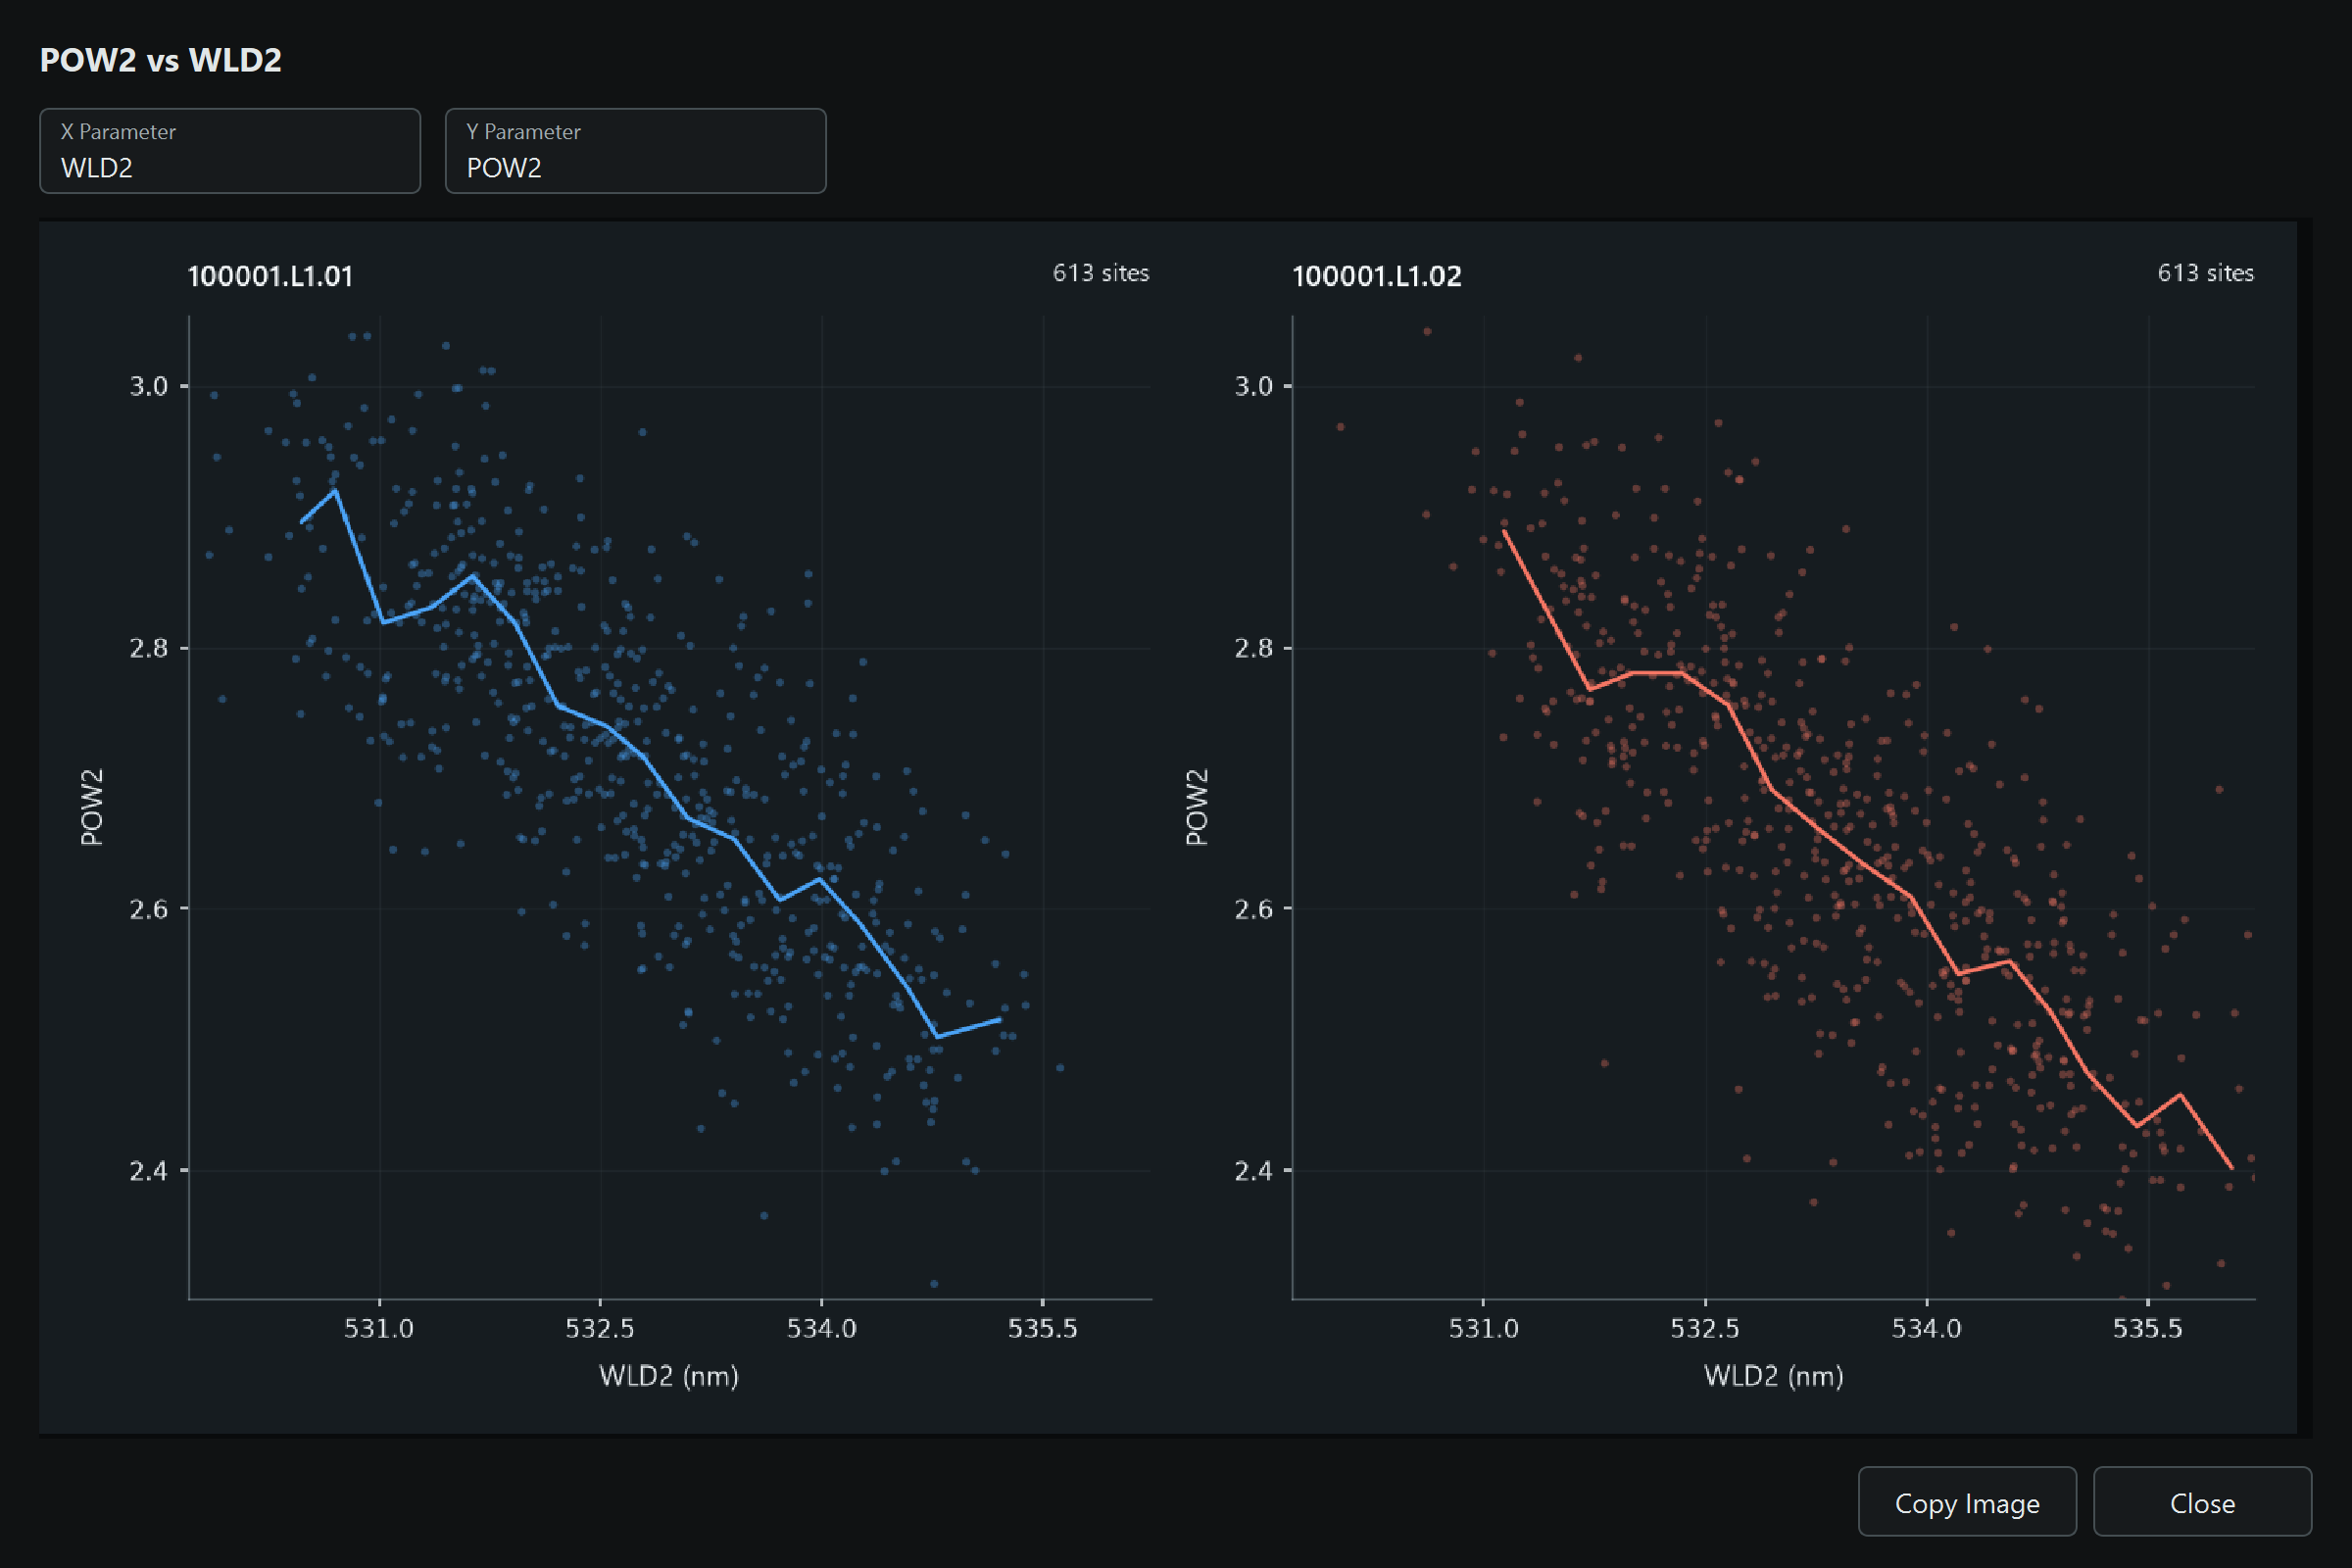 POW2 vs WLD2
X Parameter
WLD2
Y Parameter
POW2
100001.L1.01
613 sites
3.0
2.8
2.6
2.4
POW2
531.0
532.5
534.0
535.5
WLD2 (nm)
100001.L1.02
613 sites
3.0
2.8
2.6
2.4
POW2
531.0
532.5
534.0
535.5
WLD2 (nm)
Copy Image
Close